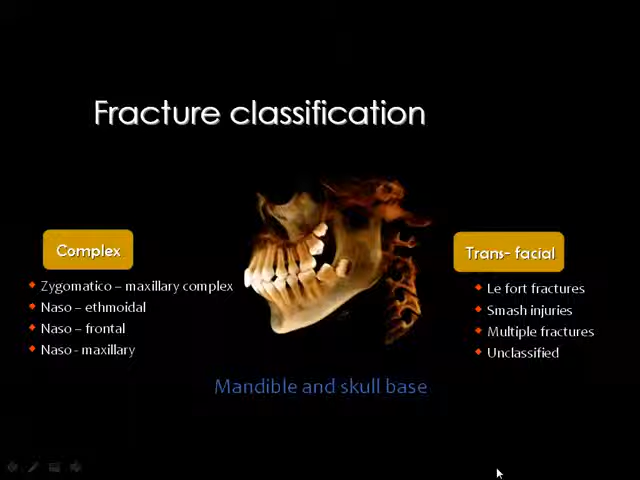 Fracture classification
Complex
Zygomatico – maxillary complex
Naso – ethmoidal
Naso – frontal
Naso - maxillary
Trans- facial
Le fort fractures
Smash injuries
Multiple fractures
Unclassified
Mandible and skull base